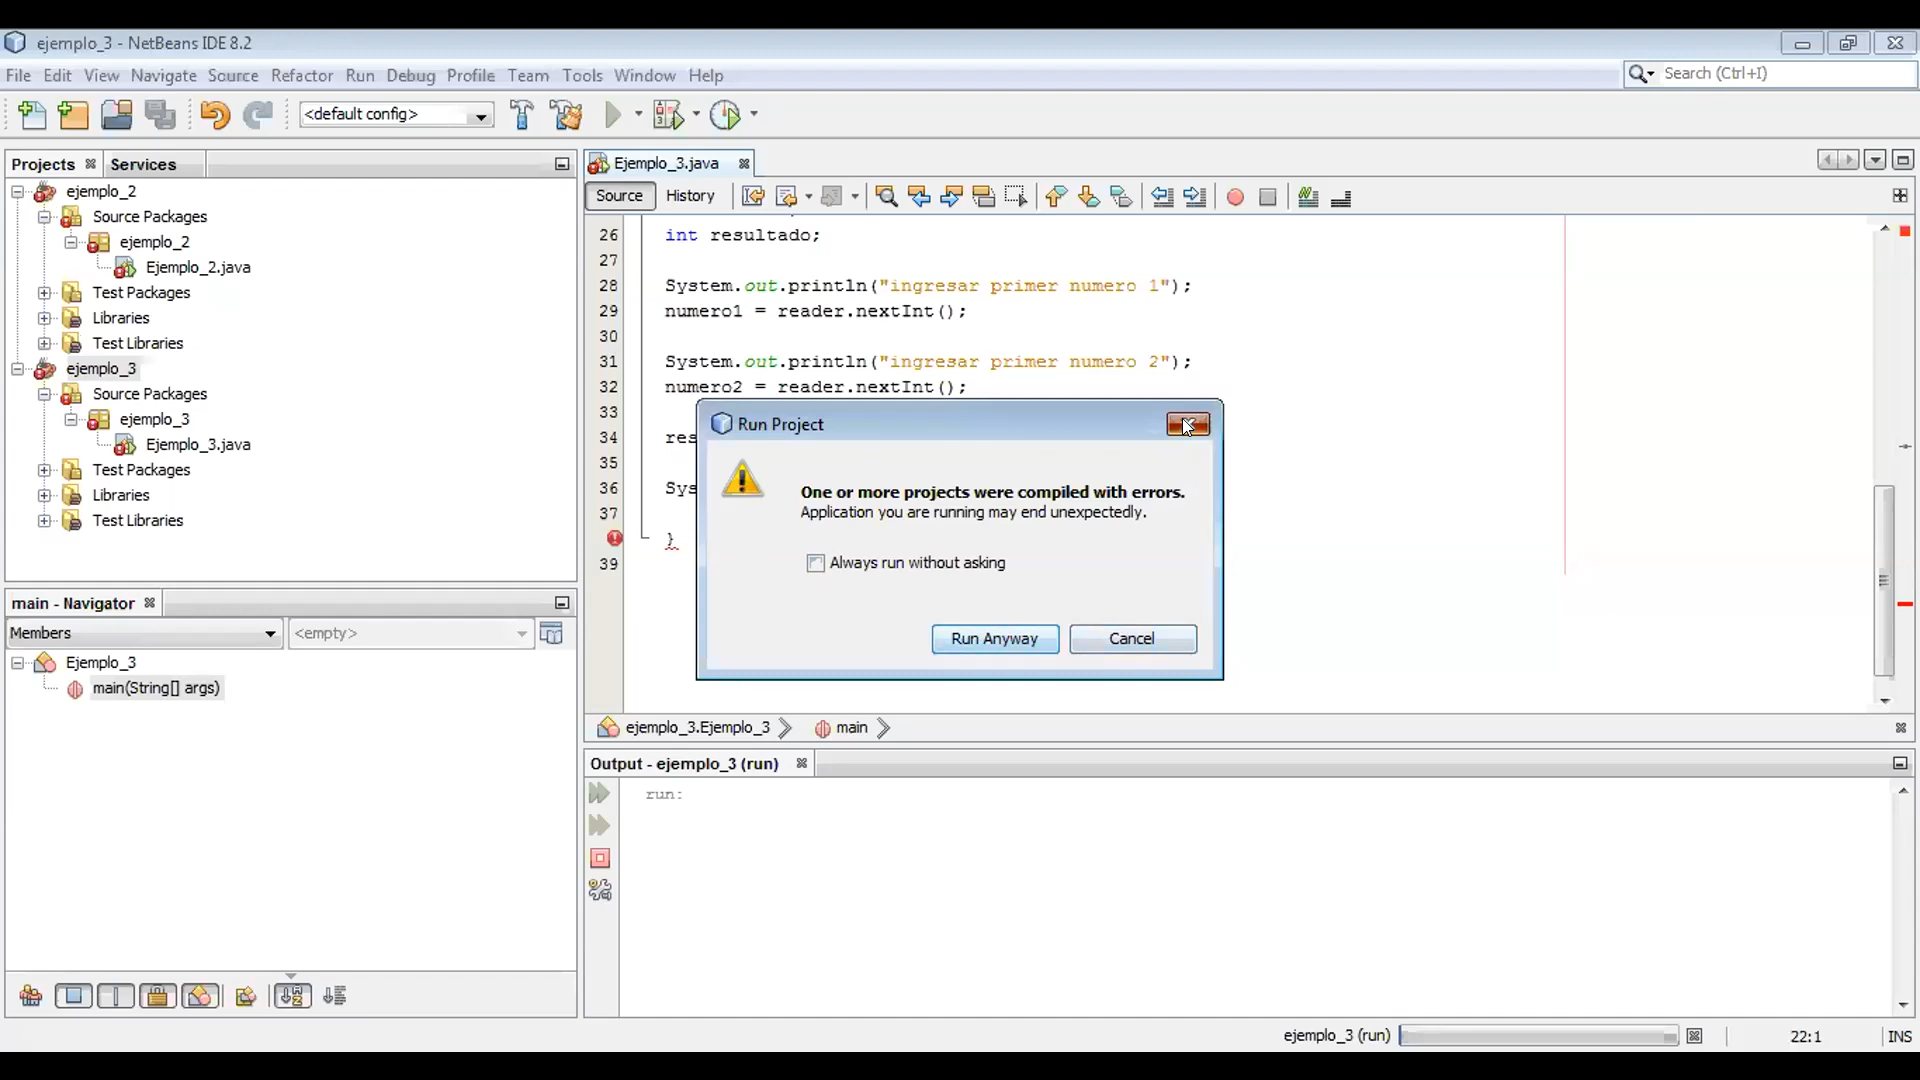 ejemplo_3 - NetBeans IDE 8.2
File Edit View Navigate Source Refactor Run Debug Profile Team Tools Window Help
Search (Ctrl+I)
<default config>
Projects
Services
ejemplo_2
Source Packages
ejemplo_2
Ejemplo_2.java
Test Packages
Libraries
Test Libraries
ejemplo_3
Source Packages
ejemplo_3
Ejemplo_3.java
Test Packages
Libraries
Test Libraries
main - Navigator
Members
<empty>
Ejemplo_3
main(String[] args)
Ejemplo_3.java
Source
History
26 int resultado;
27
28 System.out.println("ingresar primer numero 1");
29 numero1 = reader.nextInt();
30
31 System.out.println("ingresar primer numero 2");
32 numero2 = reader.nextInt();
33
34 res
35
36 Sys
37
}
39
Run Project
One or more projects were compiled with errors.
Application you are running may end unexpectedly.
Always run without asking
Run Anyway
Cancel
ejemplo_3.Ejemplo_3
main
Output - ejemplo_3 (run)
run:
ejemplo_3 (run)
22:1
INS